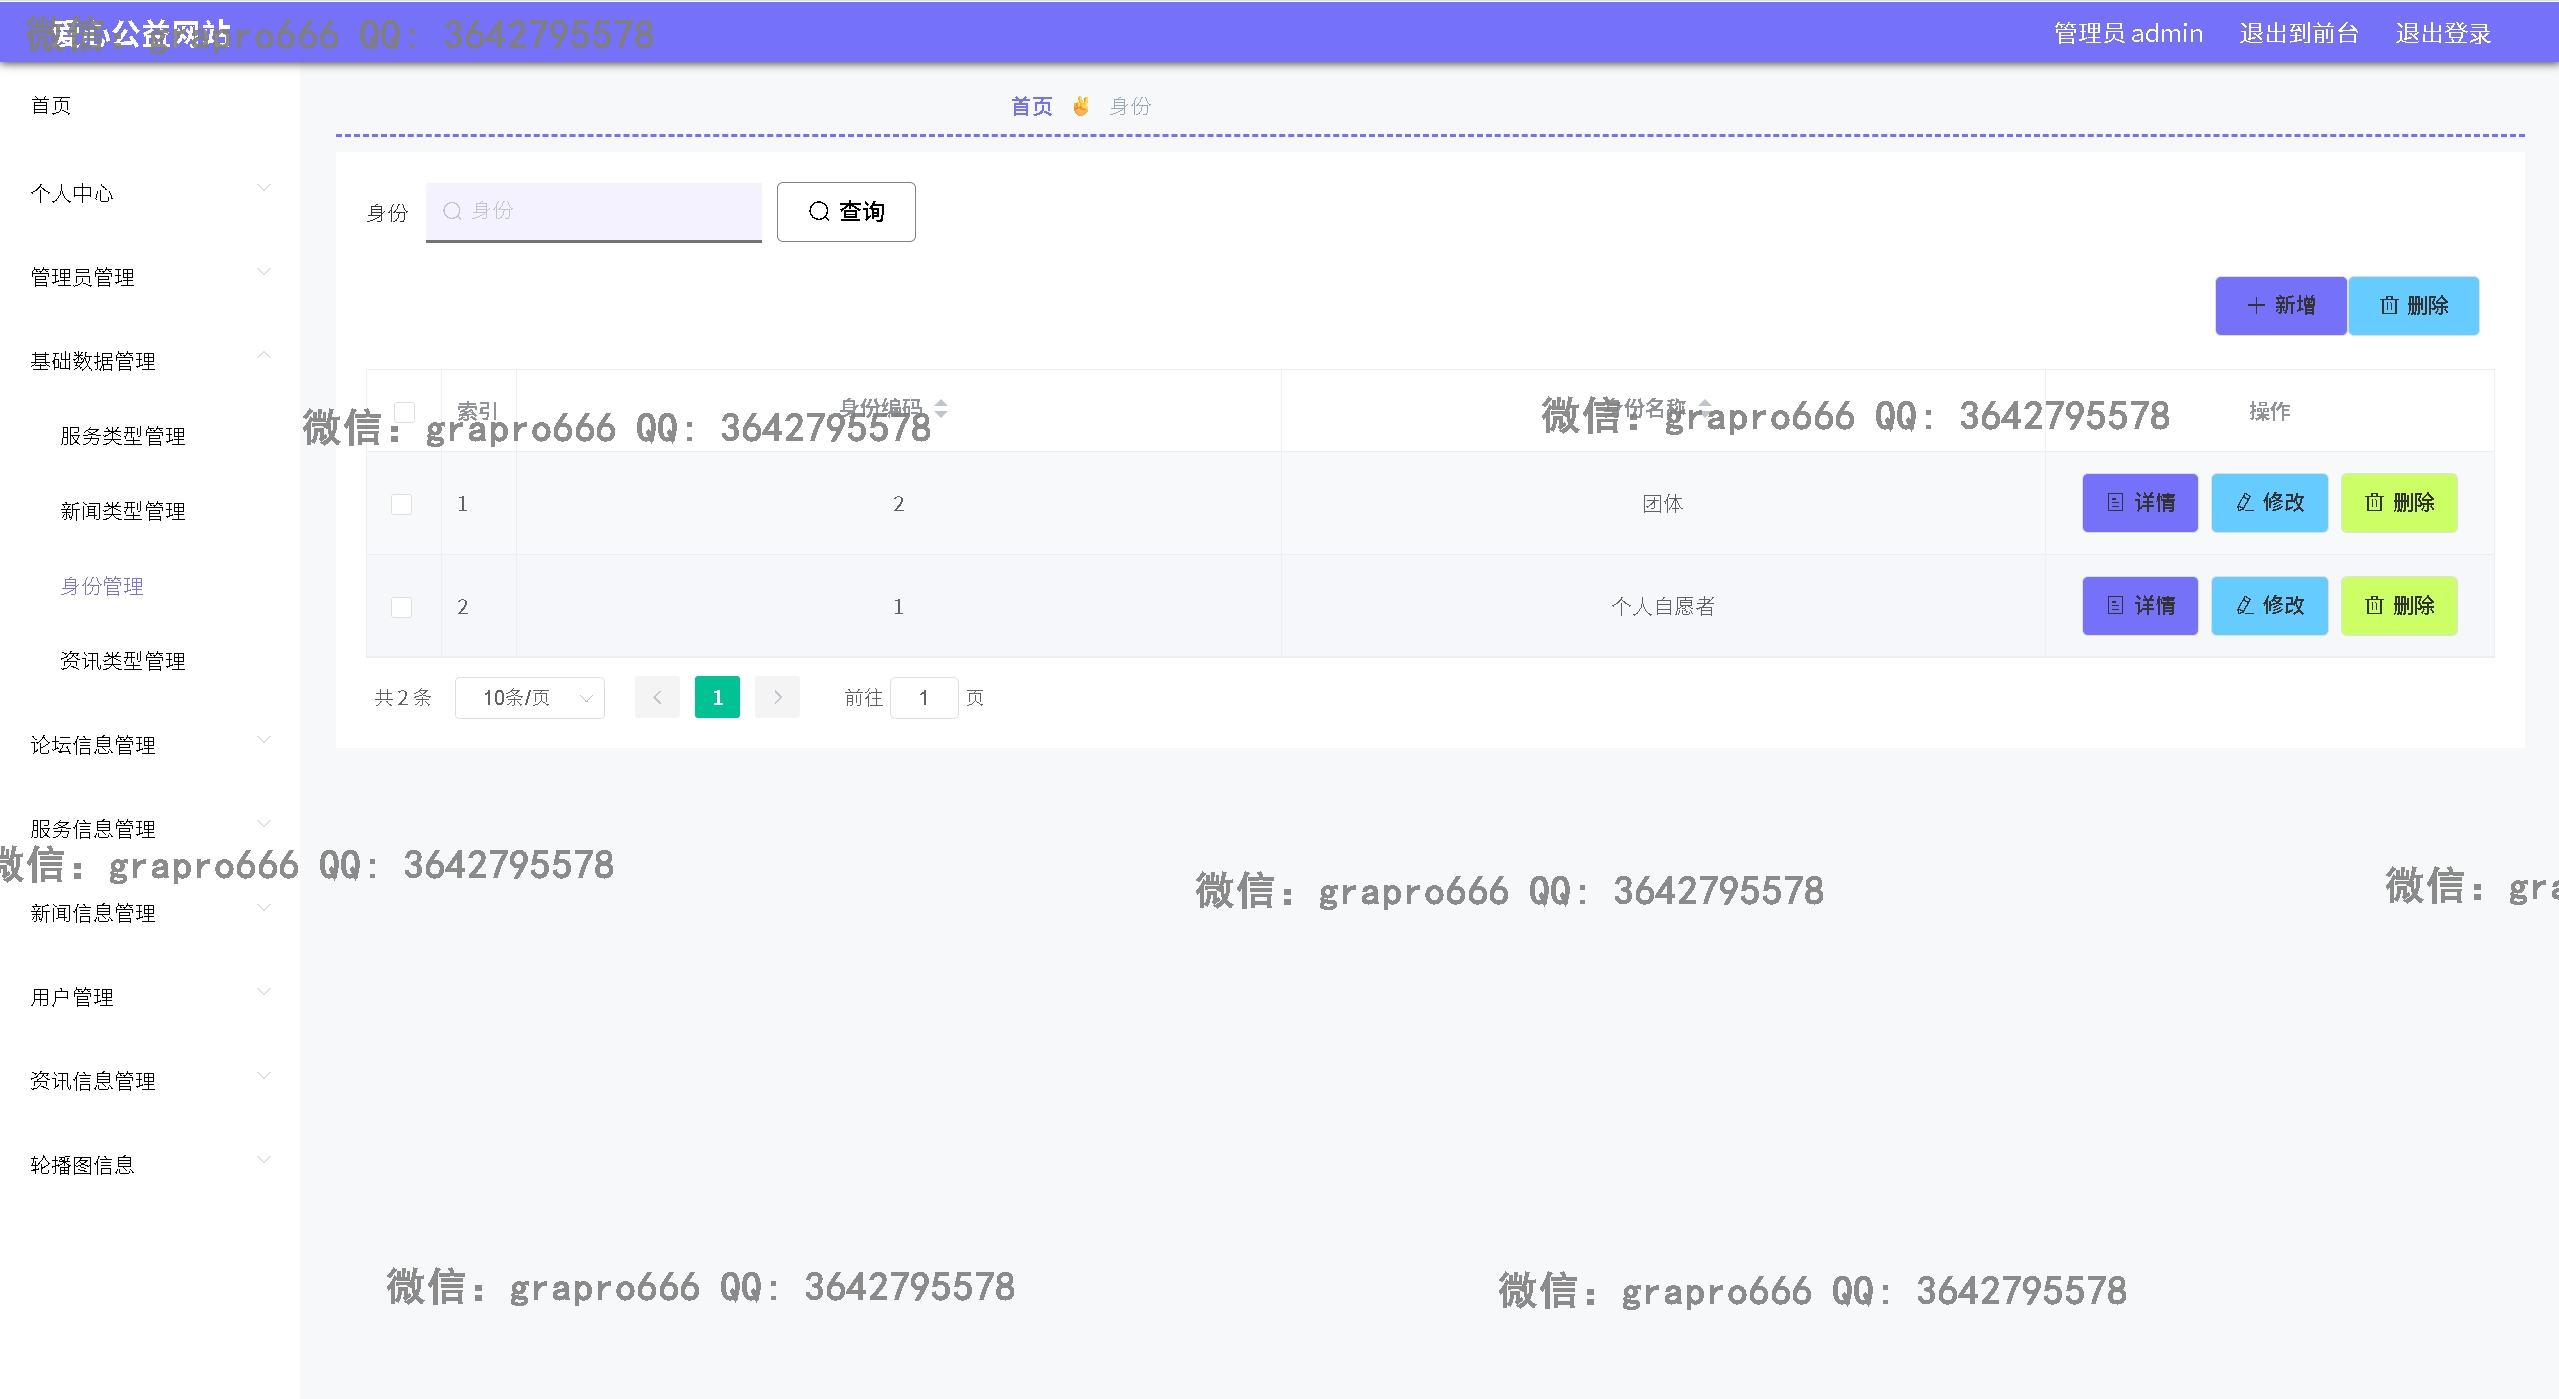 爱心公益网站
微信：grapro666 QQ: 3642795578
管理员 admin 退出到前台 退出登录
首页
个人中心
管理员管理
基础数据管理
服务类型管理
新闻类型管理
身份管理
资讯类型管理
论坛信息管理
服务信息管理
新闻信息管理
用户管理
资讯信息管理
轮播图信息
首页 ✌ 身份
身份 身份 查询
新增 删除
索引 身份编码 身份名称 操作
微信：grapro666 QQ: 3642795578
微信：grapro666 QQ: 3642795578
1 2 团体 详情 修改 删除
2 1 个人自愿者 详情 修改 删除
共 2 条 10条/页 1 前往 1 页
微信：grapro666 QQ: 3642795578
微信：grapro666 QQ: 3642795578
微信：gra
微信：grapro666 QQ: 3642795578
微信：grapro666 QQ: 3642795578